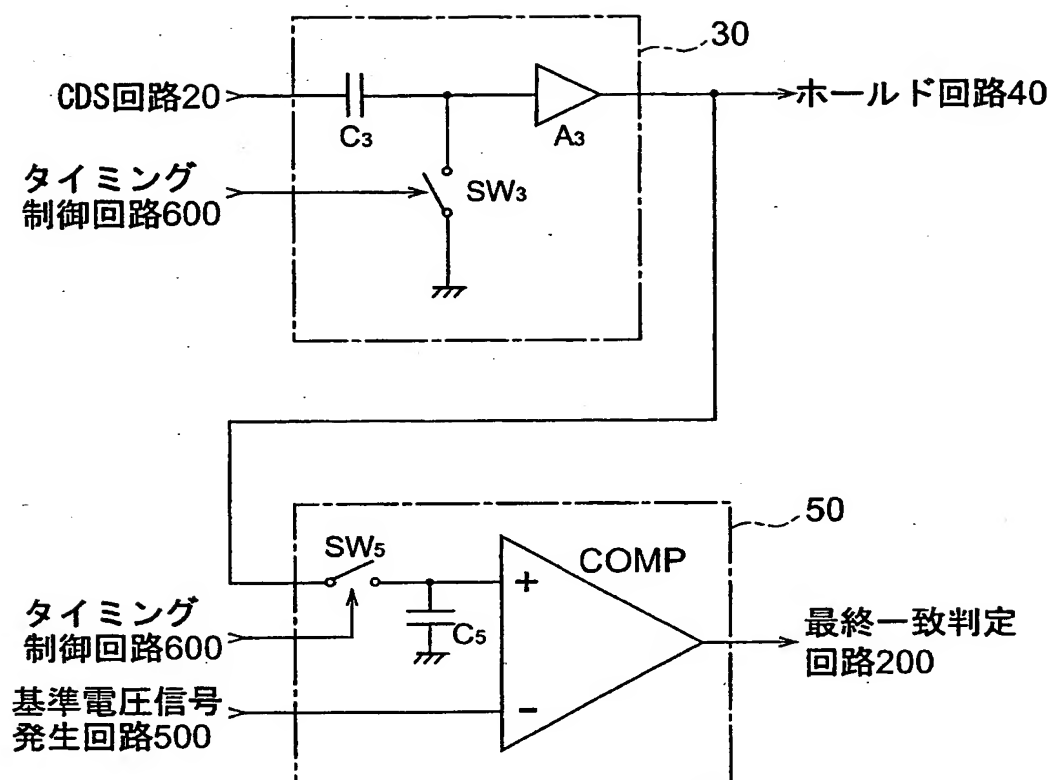 30
CDS回路20
C3
A3
ホールド回路40
タイミング
制御回路600
SW3
50
SW5
COMP
+
タイミング
制御回路600
C5
最終一致判定
回路200
基準電圧信号
発生回路500
-